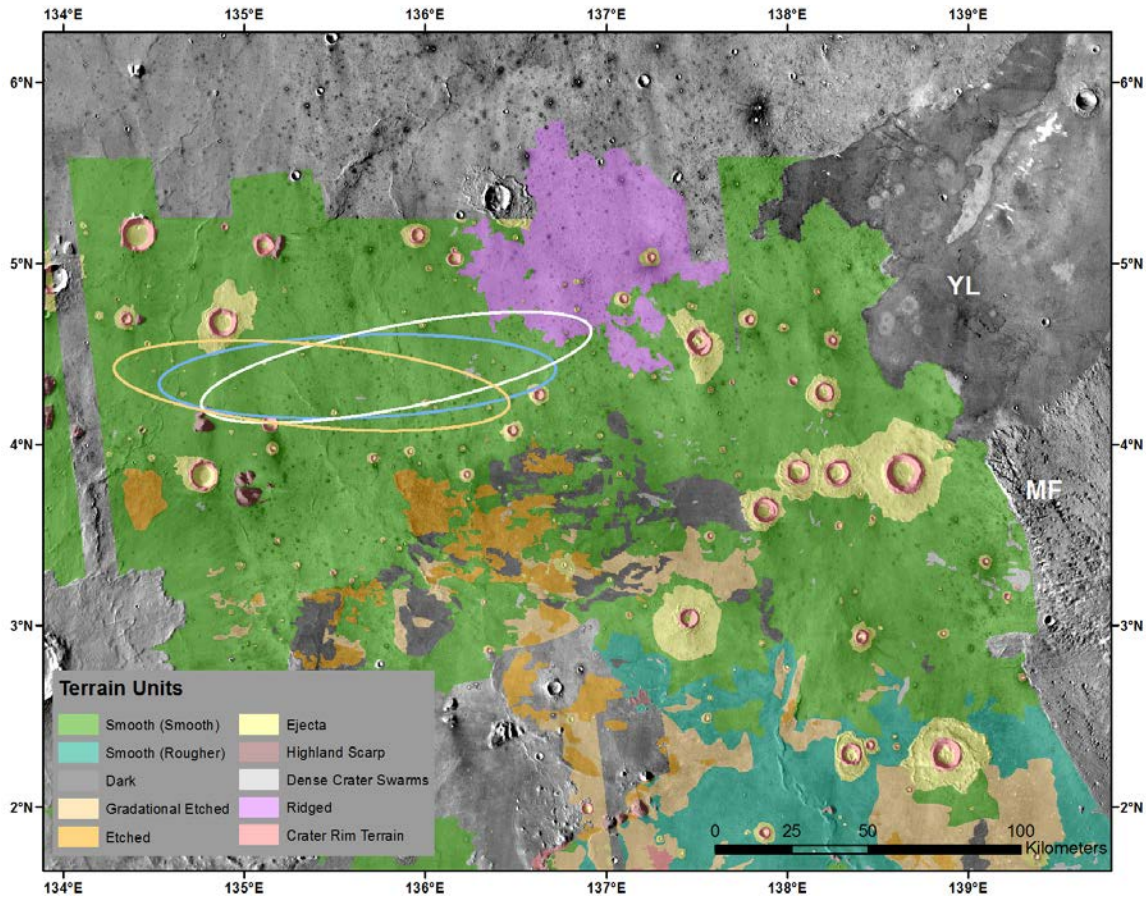 134°E 135°E 136°E 137°E 138°E 139°E
6°N 6°N
5°N 5°N
YL
4°N 4°N
MF
3°N 3°N
Terrain Units
Smooth (Smooth) Ejecta
Smooth (Rougher) Highland Scarp
Dark Dense Crater Swarms
Gradational Etched Ridged
Etched Crater Rim Terrain
2°N 2°N
0 25 50 100
Kilometers
134°E 135°E 136°E 137°E 138°E 139°E